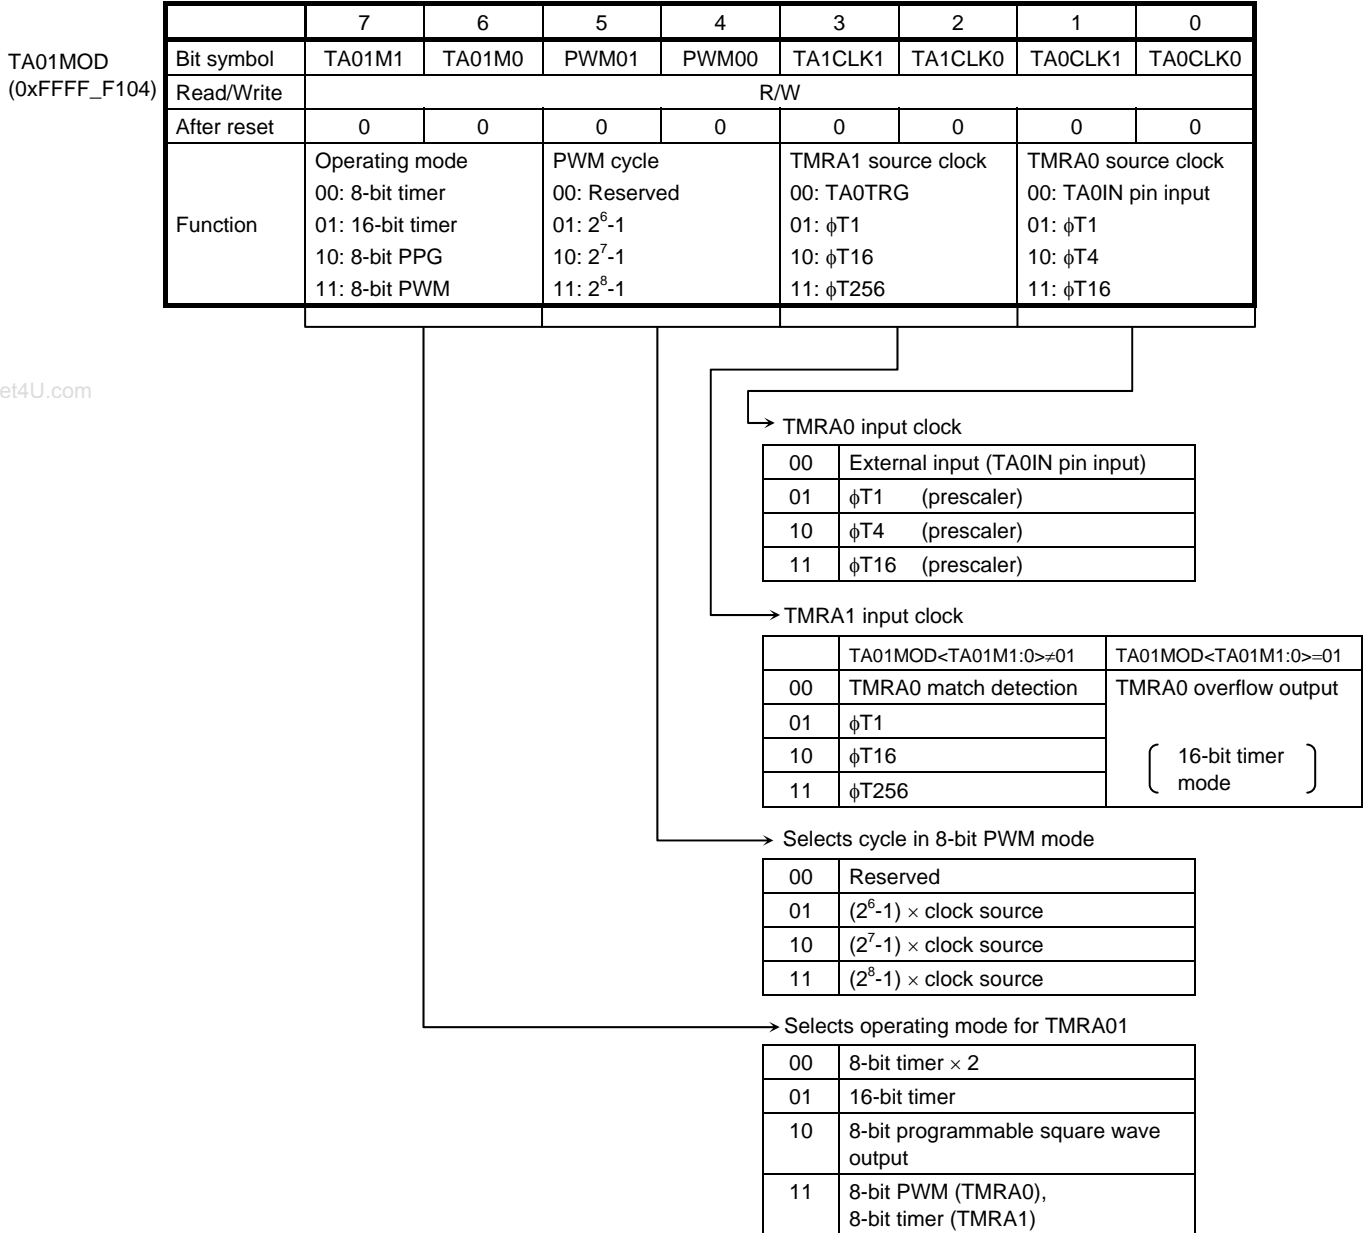 7 6 5 4 3 2 1 0
TA01MOD
(0xFFFF_F104)
Bit symbol TA01M1 TA01M0 PWM01 PWM00 TA1CLK1 TA1CLK0 TA0CLK1 TA0CLK0
Read/Write R/W
After reset 0 0 0 0 0 0 0 0
Function
Operating mode
00: 8-bit timer
01: 16-bit timer
10: 8-bit PPG
11: 8-bit PWM
PWM cycle
00: Reserved
01: 2⁶-1
10: 2⁷-1
11: 2⁸-1
TMRA1 source clock
00: TA0TRG
01: ϕT1
10: ϕT16
11: ϕT256
TMRA0 source clock
00: TA0IN pin input
01: ϕT1
10: ϕT4
11: ϕT16
et4U.com
TMRA0 input clock
00 External input (TA0IN pin input)
01 ϕT1 (prescaler)
10 ϕT4 (prescaler)
11 ϕT16 (prescaler)
TMRA1 input clock
TA01MOD<TA01M1:0>≠01 TA01MOD<TA01M1:0>=01
00 TMRA0 match detection TMRA0 overflow output
01 ϕT1
10 ϕT16
11 ϕT256
16-bit timer
mode
Selects cycle in 8-bit PWM mode
00 Reserved
01 (2⁶-1) × clock source
10 (2⁷-1) × clock source
11 (2⁸-1) × clock source
Selects operating mode for TMRA01
00 8-bit timer × 2
01 16-bit timer
10 8-bit programmable square wave
output
11 8-bit PWM (TMRA0),
8-bit timer (TMRA1)